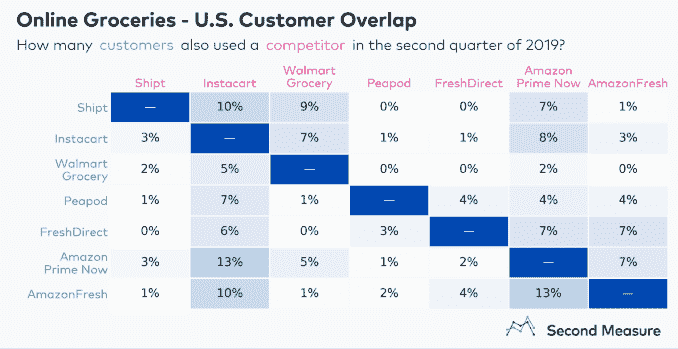 Online Groceries - U.S. Customer Overlap
How many customers also used a competitor in the second quarter of 2019?
Shipt Instacart Walmart Grocery Peapod FreshDirect Amazon Prime Now AmazonFresh
Shipt — 10% 9% 0% 0% 7% 1%
Instacart 3% — 7% 1% 1% 8% 3%
Walmart Grocery 2% 5% — 0% 0% 2% 0%
Peapod 1% 7% 1% — 4% 4% 4%
FreshDirect 0% 6% 0% 3% — 7% 7%
Amazon Prime Now 3% 13% 5% 1% 2% — 7%
AmazonFresh 1% 10% 1% 2% 4% 13% —
Second Measure